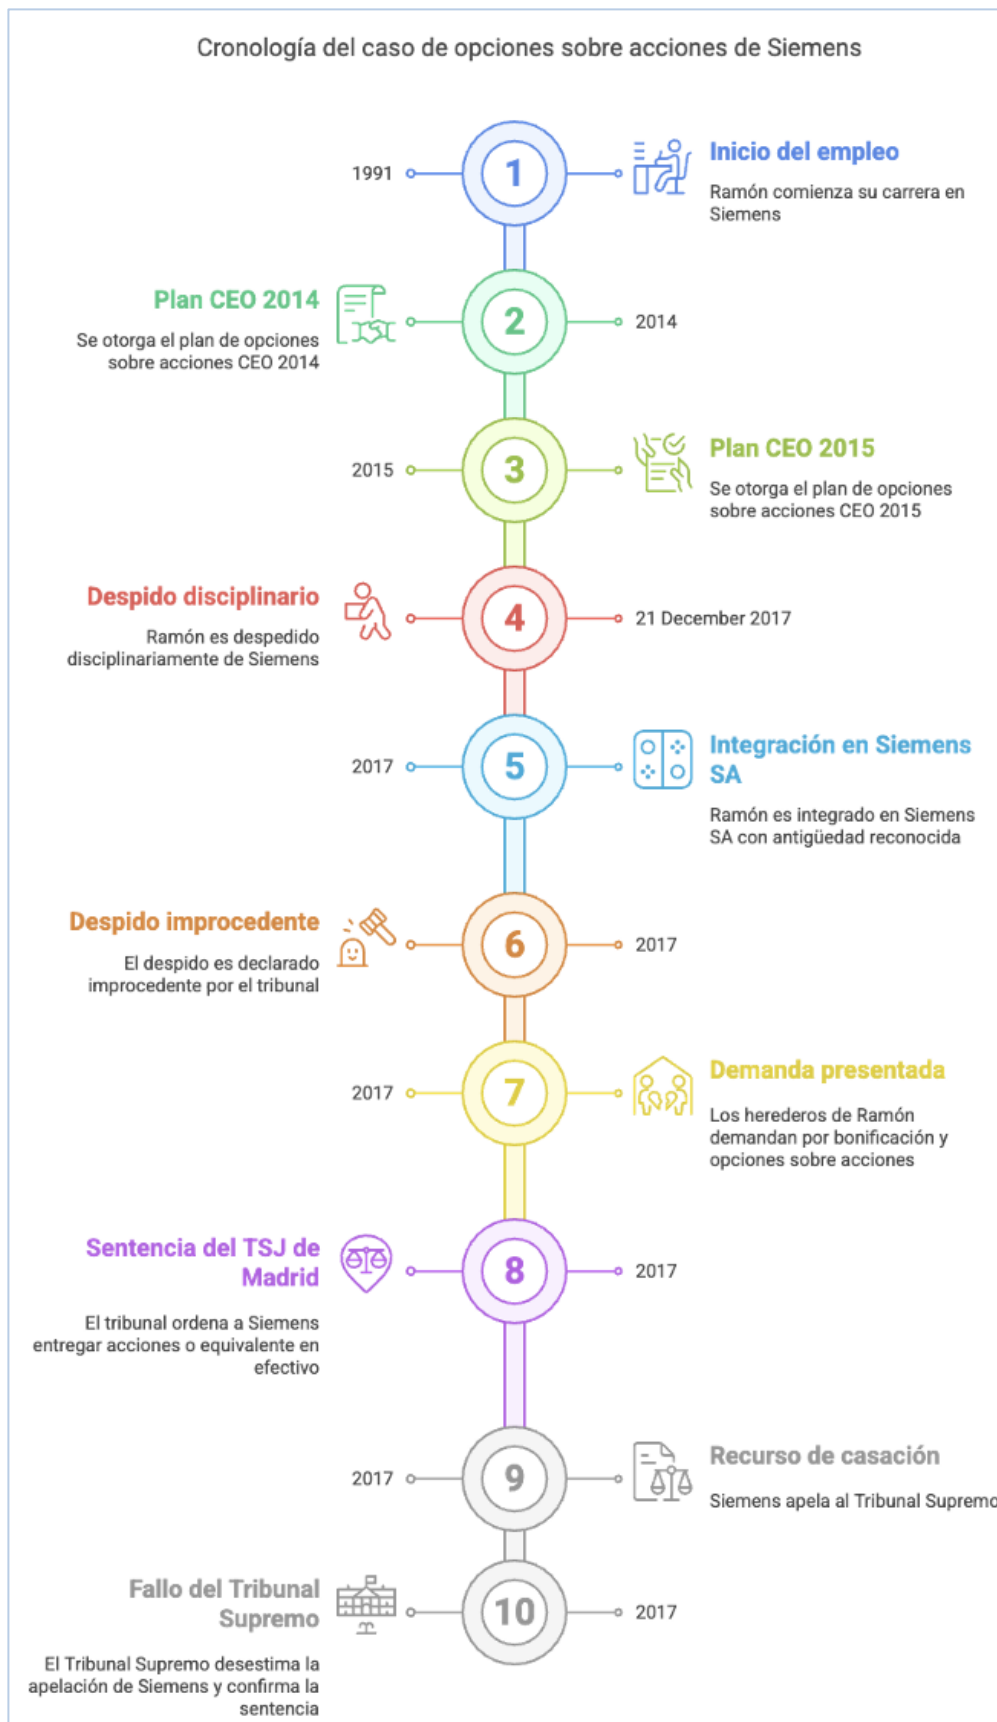 Cronología del caso de opciones sobre acciones de Siemens
1991
1
Inicio del empleo
Ramón comienza su carrera en
Siemens
Plan CEO 2014
Se otorga el plan de opciones
sobre acciones CEO 2014
2
2014
2015
3
Plan CEO 2015
Se otorga el plan de opciones
sobre acciones CEO 2015
Despido disciplinario
Ramón es despedido
disciplinariamente de Siemens
4
21 December 2017
2017
5
Integración en Siemens
SA
Ramón es integrado en Siemens
SA con antigüedad reconocida
Despido improcedente
El despido es declarado
improcedente por el tribunal
6
2017
2017
7
Demanda presentada
Los herederos de Ramón
demandan por bonificación y
opciones sobre acciones
Sentencia del TSJ de
Madrid
El tribunal ordena a Siemens
entregar acciones o equivalente en
efectivo
8
2017
2017
9
Recurso de casación
Siemens apela al Tribunal Supremo
Fallo del Tribunal
Supremo
El Tribunal Supremo desestima la
apelación de Siemens y confirma la
sentencia
10
2017